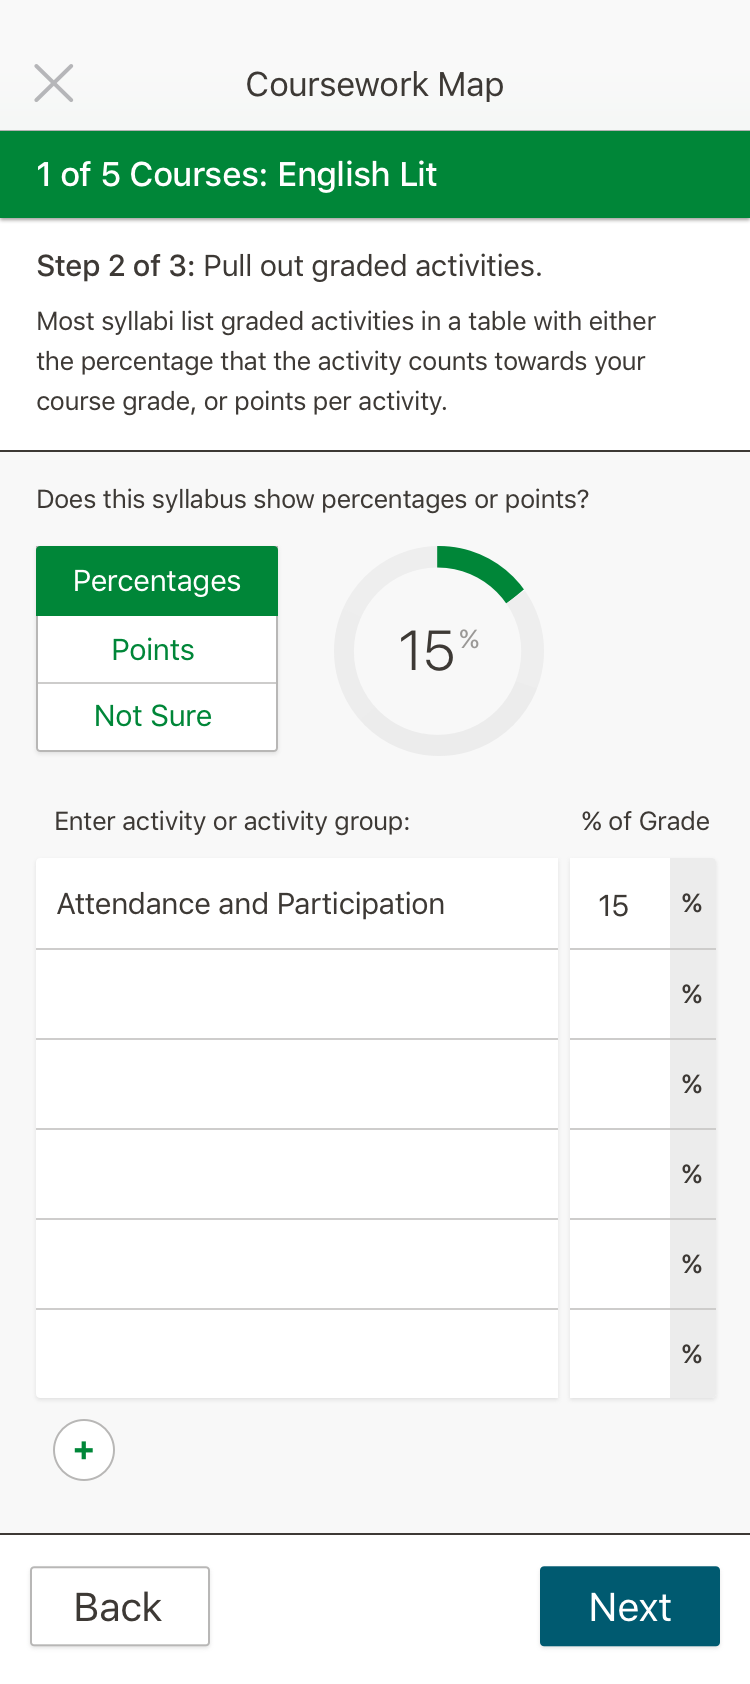 Coursework Map
1 of 5 Courses: English Lit
Step 2 of 3: Pull out graded activities.
Most syllabi list graded activities in a table with either
the percentage that the activity counts towards your
course grade, or points per activity.
Does this syllabus show percentages or points?
Percentages
Points
Not Sure
15%
Enter activity or activity group: % of Grade
Attendance and Participation 15 %
%
%
%
%
%
+
Back Next